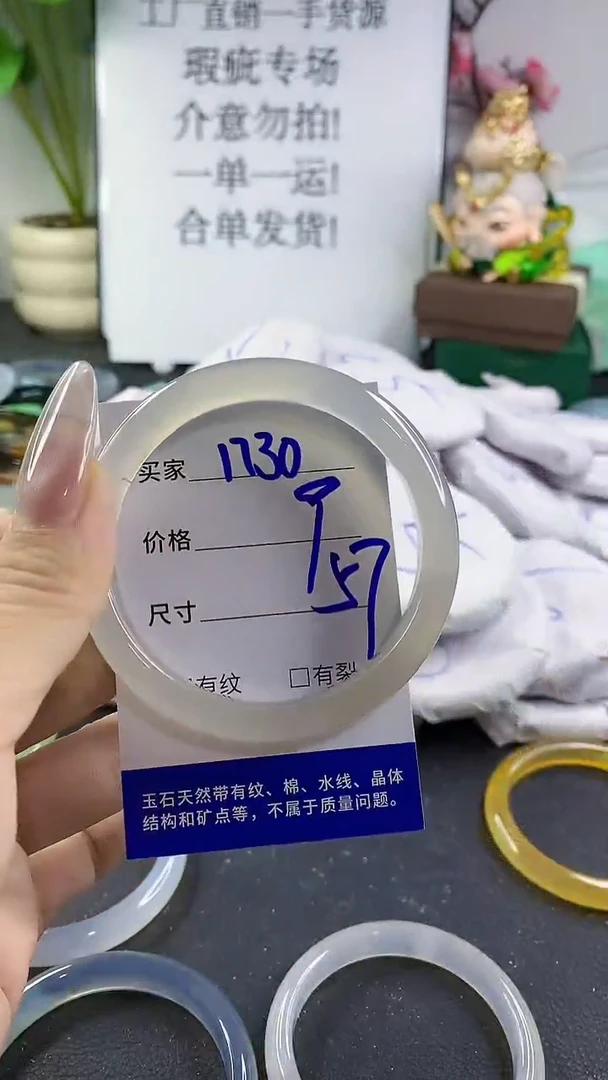 工厂直销一手货源
瑕疵专场
介意勿拍!
一单一运!
合单发货!
买家 1730
价格
尺寸 57
有纹 □有裂
玉石天然带有纹、棉、水线、晶体
结构和矿点等，不属于质量问题。